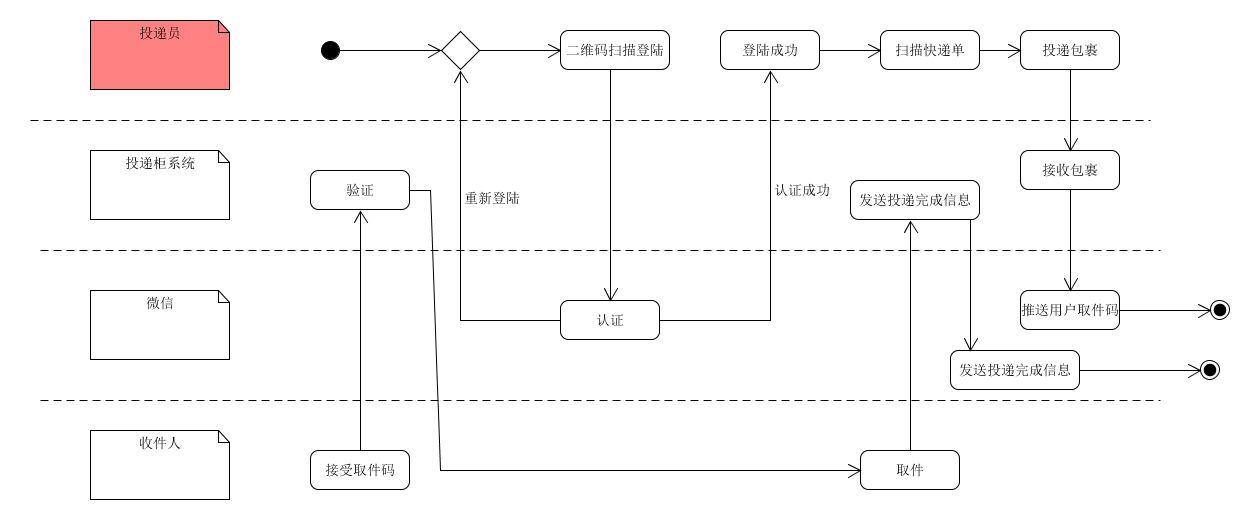 投递员
二维码扫描登陆
登陆成功
扫描快递单
投递包裹
投递柜系统
验证
重新登陆
认证成功
发送投递完成信息
接收包裹
微信
认证
推送用户取件码
发送投递完成信息
收件人
接受取件码
取件